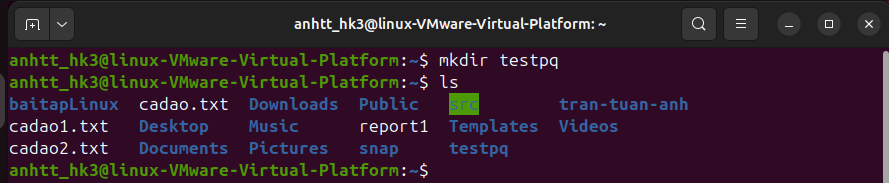 anhtt_hk3@linux-VMware-Virtual-Platform: ~
anhtt_hk3@linux-VMware-Virtual-Platform:~$ mkdir testpq
anhtt_hk3@linux-VMware-Virtual-Platform:~$ ls
baitapLinux cadao.txt Downloads Public src tran-tuan-anh
cadao1.txt Desktop Music report1 Templates Videos
cadao2.txt Documents Pictures snap testpq
anhtt_hk3@linux-VMware-Virtual-Platform:~$